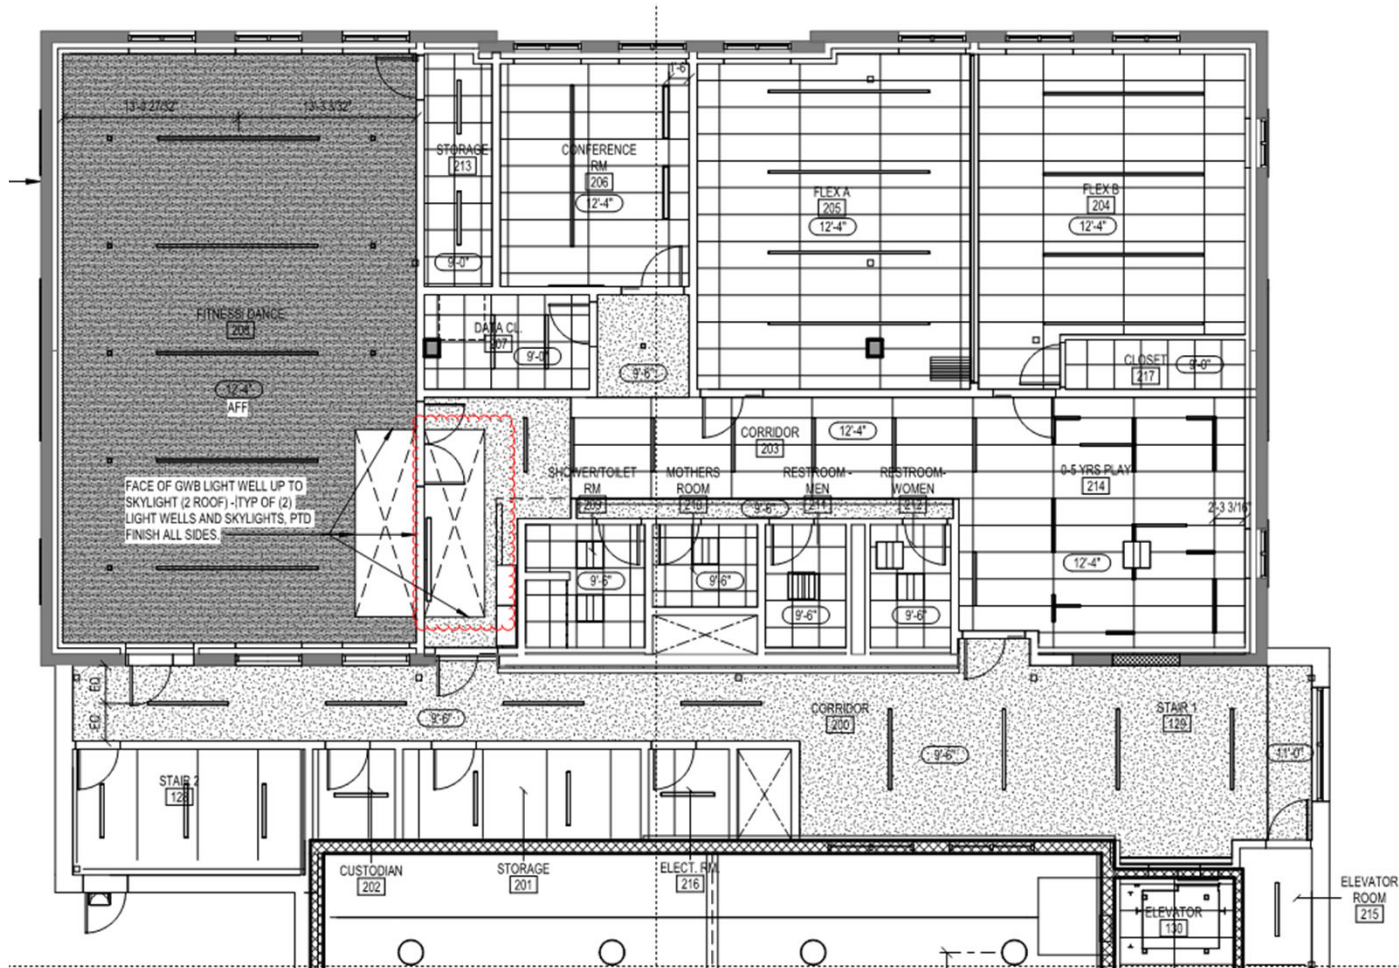 13'-3 27/32"
13'-3 3/32"
1'-6"
STORAGE
213
9'-0"
CONFERENCE
RM
206
12'-4"
FLEX A
205
12'-4"
FLEX B
204
12'-4"
FITNESS/DANCE
208
12'-4"
AFF
DATA CL.
207
9'-0"
9'-6"
CLOSET
217
9'-0"
CORRIDOR
203
12'-4"
FACE OF GWB LIGHT WELL UP TO
SKYLIGHT (2 ROOF) -(TYP OF (2)
LIGHT WELLS AND SKYLIGHTS, PTD
FINISH ALL SIDES.
SHOWER/TOILET
RM
209
MOTHERS
ROOM
210
RESTROOM -
MEN
211
RESTROOM-
WOMEN
212
9'-6"
0-5 YRS PLAY
214
2'-3 3/16"
12'-4"
9'-6"
9'-6"
9'-6"
9'-6"
EQ
EQ
9'-6"
CORRIDOR
200
9'-6"
STAIR 1
129
11'-0"
STAIR 2
CUSTODIAN
202
STORAGE
201
ELECT. RM.
216
ELEVATOR
130
ELEVATOR
ROOM
215